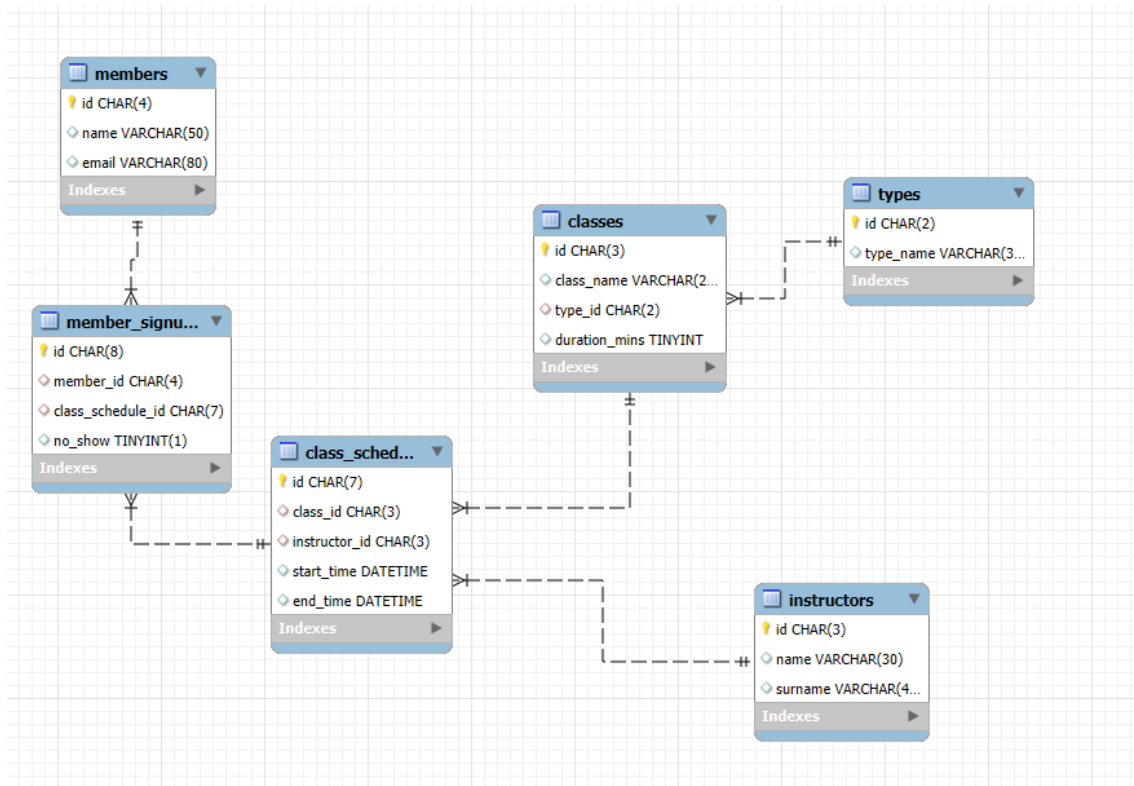 members
id CHAR(4)
name VARCHAR(50)
email VARCHAR(80)
Indexes
member_signu...
id CHAR(8)
member_id CHAR(4)
class_schedule_id CHAR(7)
no_show TINYINT(1)
Indexes
class_sched...
id CHAR(7)
class_id CHAR(3)
instructor_id CHAR(3)
start_time DATETIME
end_time DATETIME
Indexes
classes
id CHAR(3)
class_name VARCHAR(2...
type_id CHAR(2)
duration_mins TINYINT
Indexes
types
id CHAR(2)
type_name VARCHAR(3...
Indexes
instructors
id CHAR(3)
name VARCHAR(30)
surname VARCHAR(4...
Indexes